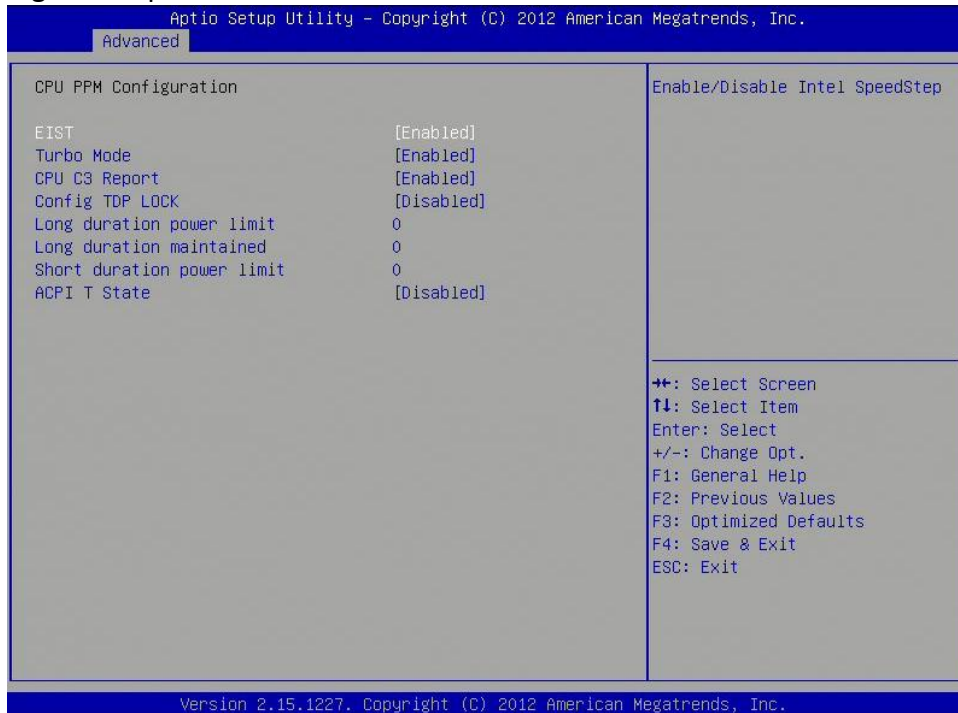 Aptio Setup Utility – Copyright (C) 2012 American Megatrends, Inc.
Advanced
CPU PPM Configuration
EIST [Enabled]
Turbo Mode [Enabled]
CPU C3 Report [Enabled]
Config TDP LOCK [Disabled]
Long duration power limit 0
Long duration maintained 0
Short duration power limit 0
ACPI T State [Disabled]
Enable/Disable Intel SpeedStep
→←: Select Screen
↑↓: Select Item
Enter: Select
+/-: Change Opt.
F1: General Help
F2: Previous Values
F3: Optimized Defaults
F4: Save & Exit
ESC: Exit
Version 2.15.1227. Copyright (C) 2012 American Megatrends, Inc.